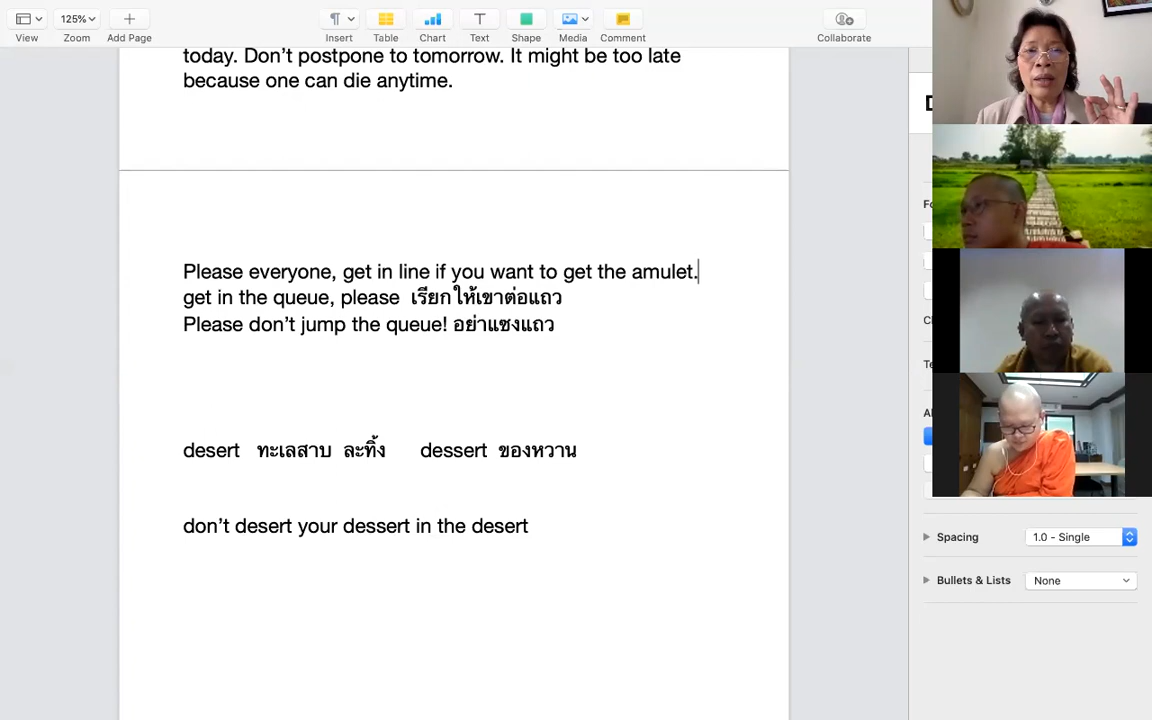 View
Zoom
Add Page
Insert
Table
Chart
Text
Shape
Media
Comment
Collaborate
125%
today. Don't postpone to tomorrow. It might be too late
because one can die anytime.
Please everyone, get in line if you want to get the amulet.
get in the queue, please เรียกให้เขาต่อแถว
Please don't jump the queue! อย่าแซงแถว
desert ทะเลสาบ ละทิ้ง dessert ของหวาน
don't desert your dessert in the desert
Spacing
1.0 - Single
Bullets & Lists
None